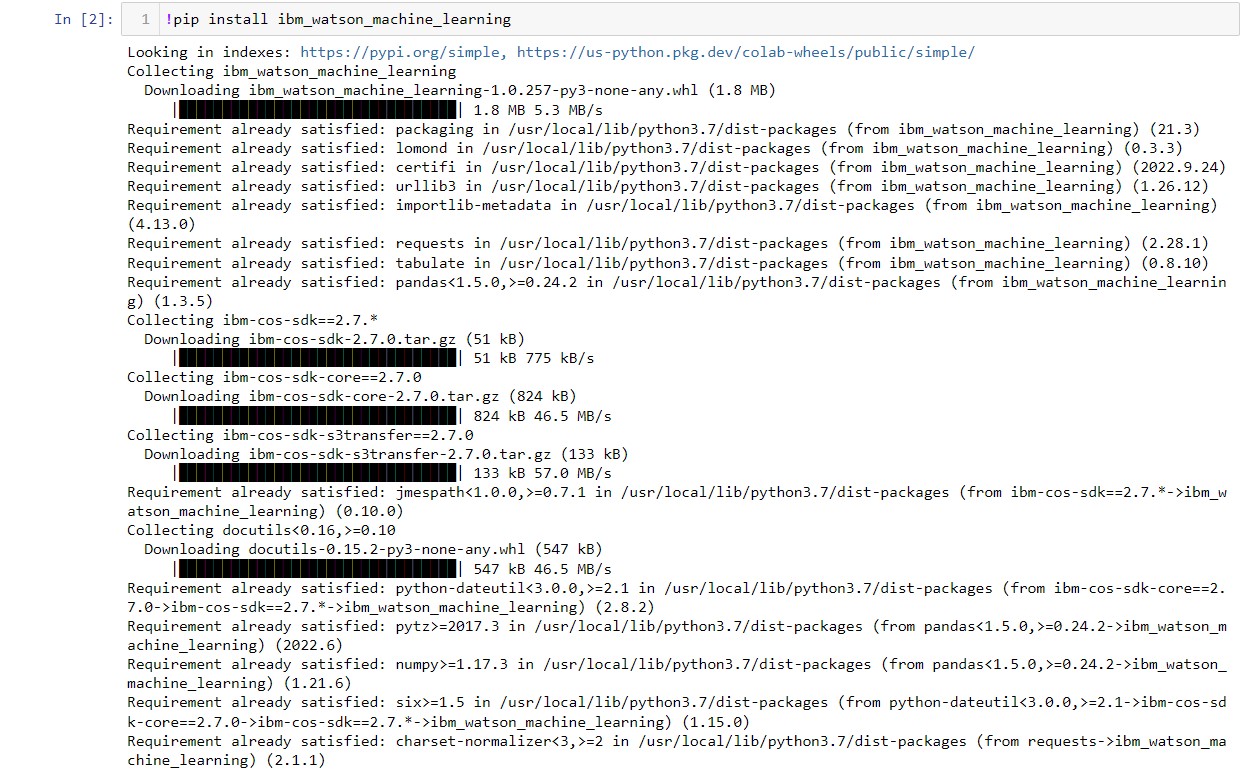 In [2]: 1 !pip install ibm_watson_machine_learning
Looking in indexes: https://pypi.org/simple, https://us-python.pkg.dev/colab-wheels/public/simple/
Collecting ibm_watson_machine_learning
Downloading ibm_watson_machine_learning-1.0.257-py3-none-any.whl (1.8 MB)
| | 1.8 MB 5.3 MB/s
Requirement already satisfied: packaging in /usr/local/lib/python3.7/dist-packages (from ibm_watson_machine_learning) (21.3)
Requirement already satisfied: lomond in /usr/local/lib/python3.7/dist-packages (from ibm_watson_machine_learning) (0.3.3)
Requirement already satisfied: certifi in /usr/local/lib/python3.7/dist-packages (from ibm_watson_machine_learning) (2022.9.24)
Requirement already satisfied: urllib3 in /usr/local/lib/python3.7/dist-packages (from ibm_watson_machine_learning) (1.26.12)
Requirement already satisfied: importlib-metadata in /usr/local/lib/python3.7/dist-packages (from ibm_watson_machine_learning)
(4.13.0)
Requirement already satisfied: requests in /usr/local/lib/python3.7/dist-packages (from ibm_watson_machine_learning) (2.28.1)
Requirement already satisfied: tabulate in /usr/local/lib/python3.7/dist-packages (from ibm_watson_machine_learning) (0.8.10)
Requirement already satisfied: pandas<1.5.0,>=0.24.2 in /usr/local/lib/python3.7/dist-packages (from ibm_watson_machine_learnin
g) (1.3.5)
Collecting ibm-cos-sdk==2.7.*
Downloading ibm-cos-sdk-2.7.0.tar.gz (51 kB)
| | 51 kB 775 kB/s
Collecting ibm-cos-sdk-core==2.7.0
Downloading ibm-cos-sdk-core-2.7.0.tar.gz (824 kB)
| | 824 kB 46.5 MB/s
Collecting ibm-cos-sdk-s3transfer==2.7.0
Downloading ibm-cos-sdk-s3transfer-2.7.0.tar.gz (133 kB)
| | 133 kB 57.0 MB/s
Requirement already satisfied: jmespath<1.0.0,>=0.7.1 in /usr/local/lib/python3.7/dist-packages (from ibm-cos-sdk==2.7.*->ibm_w
atson_machine_learning) (0.10.0)
Collecting docutils<0.16,>=0.10
Downloading docutils-0.15.2-py3-none-any.whl (547 kB)
| | 547 kB 46.5 MB/s
Requirement already satisfied: python-dateutil<3.0.0,>=2.1 in /usr/local/lib/python3.7/dist-packages (from ibm-cos-sdk-core==2.
7.0->ibm-cos-sdk==2.7.*->ibm_watson_machine_learning) (2.8.2)
Requirement already satisfied: pytz>=2017.3 in /usr/local/lib/python3.7/dist-packages (from pandas<1.5.0,>=0.24.2->ibm_watson_m
achine_learning) (2022.6)
Requirement already satisfied: numpy>=1.17.3 in /usr/local/lib/python3.7/dist-packages (from pandas<1.5.0,>=0.24.2->ibm_watson_
machine_learning) (1.21.6)
Requirement already satisfied: six>=1.5 in /usr/local/lib/python3.7/dist-packages (from python-dateutil<3.0.0,>=2.1->ibm-cos-sd
k-core==2.7.0->ibm-cos-sdk==2.7.*->ibm_watson_machine_learning) (1.15.0)
Requirement already satisfied: charset-normalizer<3,>=2 in /usr/local/lib/python3.7/dist-packages (from requests->ibm_watson_ma
chine_learning) (2.1.1)